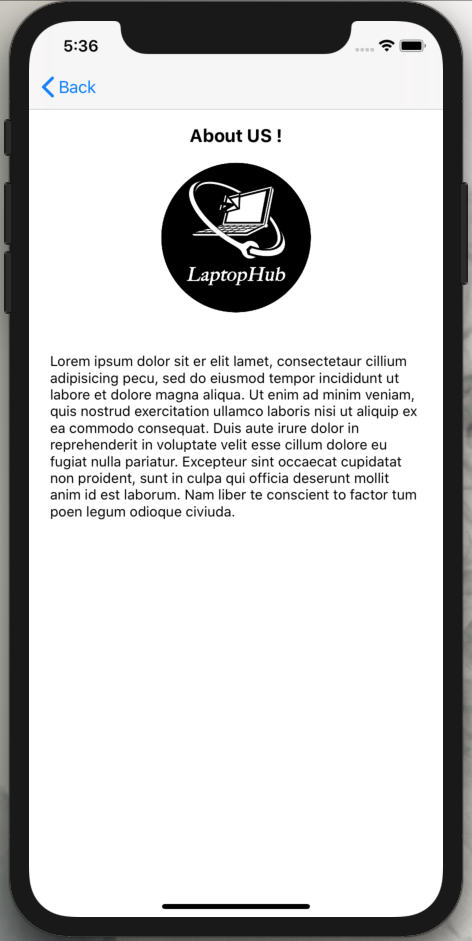 5:36
Back
About US !
LaptopHub
Lorem ipsum dolor sit er elit lamet, consectetaur cillium
adipisicing pecu, sed do eiusmod tempor incididunt ut
labore et dolore magna aliqua. Ut enim ad minim veniam,
quis nostrud exercitation ullamco laboris nisi ut aliquip ex
ea commodo consequat. Duis aute irure dolor in
reprehenderit in voluptate velit esse cillum dolore eu
fugiat nulla pariatur. Excepteur sint occaecat cupidatat
non proident, sunt in culpa qui officia deserunt mollit
anim id est laborum. Nam liber te conscient to factor tum
poen legum odioque civiuda.